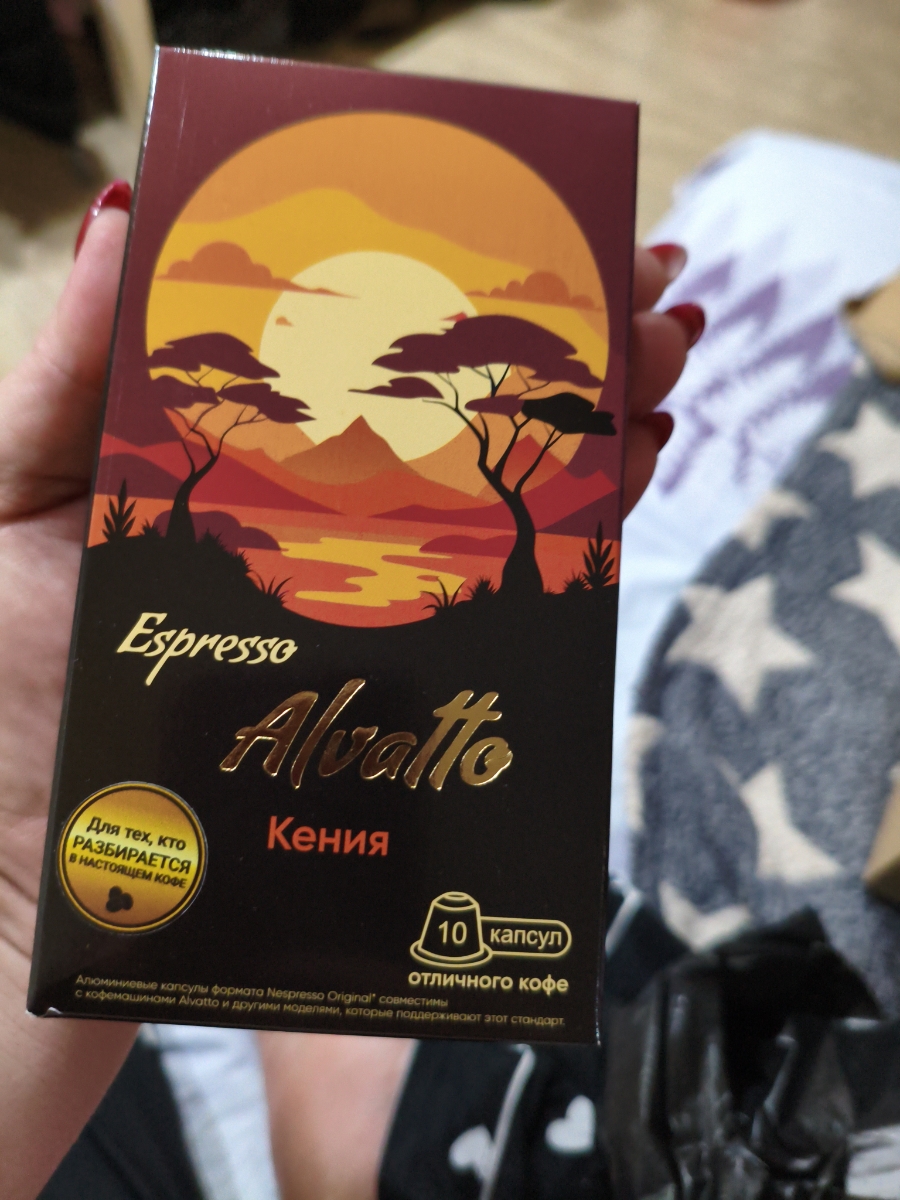 Espresso
Alvatto
Кения
Для тех, кто
РАЗБИРАЕТСЯ
В НАСТОЯЩЕМ КОФЕ
10 капсул
отличного кофе
Алюминиевые капсулы формата Nespresso Original* совместимы
с кофемашинами Alvatto и другими моделями, которые поддерживают этот стандарт.